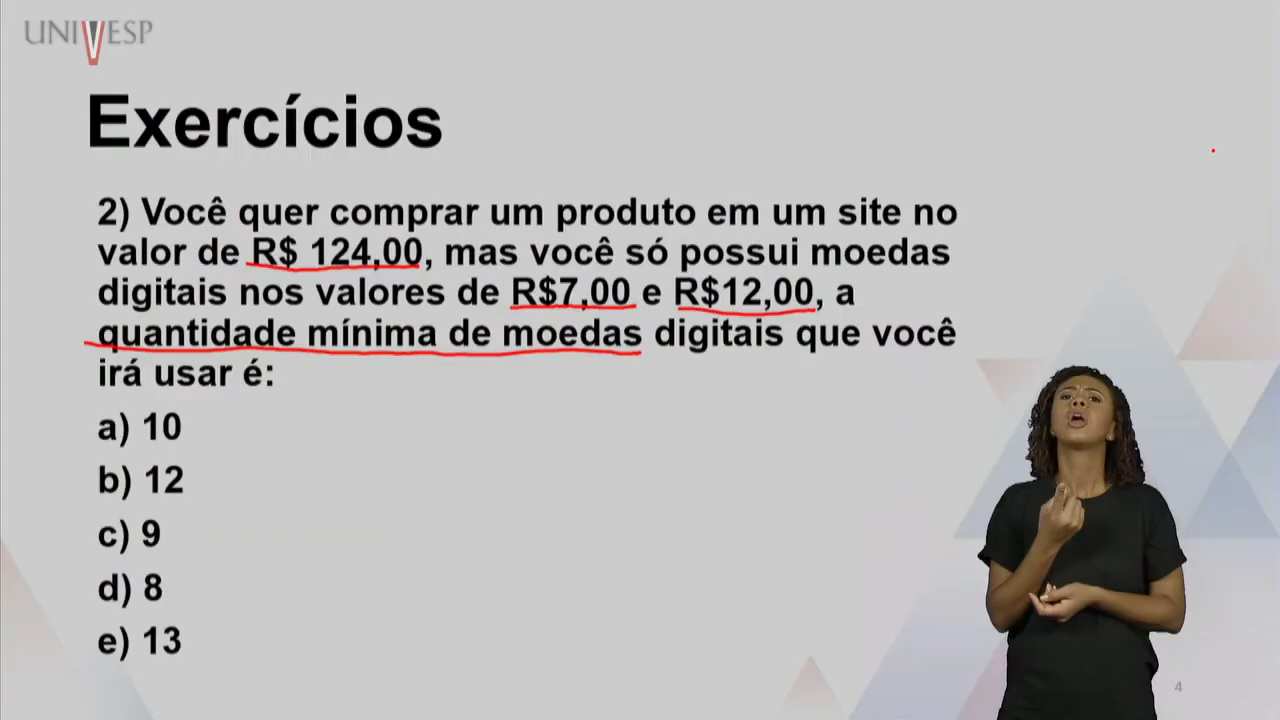 UNIVESP
Exercícios
2) Você quer comprar um produto em um site no
valor de R$ 124,00, mas você só possui moedas
digitais nos valores de R$7,00 e R$12,00, a
quantidade mínima de moedas digitais que você
irá usar é:
a) 10
b) 12
c) 9
d) 8
e) 13
4